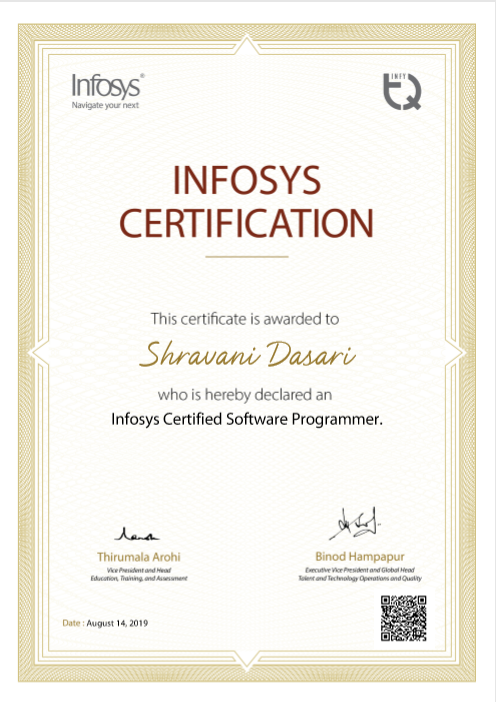 Infosys®
Navigate your next
INFY
TQ
INFOSYS
CERTIFICATION
This certificate is awarded to
Shravani Dasari
who is hereby declared an
Infosys Certified Software Programmer.
Thirumala Arohi
Vice President and Head
Education, Training, and Assessment
Binod Hampapur
Executive Vice President and Global Head
Talent and Technology Operations and Quality
Date : August 14, 2019